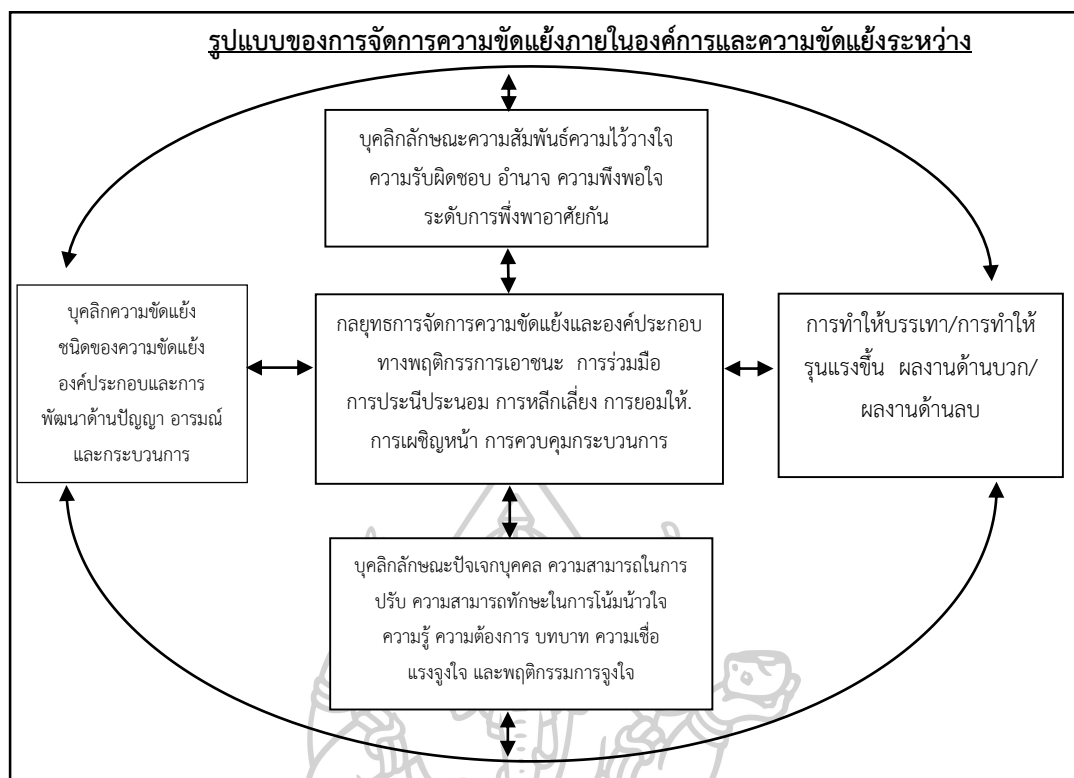 รูปแบบของการจัดการความขัดแย้งภายในองค์การและความขัดแย้งระหว่าง
บุคลิกลักษณะความสัมพันธ์ความไว้วางใจ
ความรับผิดชอบ อำนาจ ความพึงพอใจ
ระดับการพึ่งพาอาศัยกัน
บุคลิกความขัดแย้ง
ชนิดของความขัดแย้ง
องค์ประกอบและการ
พัฒนาด้านปัญญา อารมณ์
และกระบวนการ
กลยุทธการจัดการความขัดแย้งและองค์ประกอบ
ทางพฤติกรรการเอาชนะ การร่วมมือ
การประนีประนอม การหลีกเลี่ยง การยอมให้.
การเผชิญหน้า การควบคุมกระบวนการ
การทำให้บรรเทา/การทำให้
รุนแรงขึ้น ผลงานด้านบวก/
ผลงานด้านลบ
บุคลิกลักษณะปัจเจกบุคคล ความสามารถในการ
ปรับ ความสามารถทักษะในการโน้มน้าวใจ
ความรู้ ความต้องการ บทบาท ความเชื่อ
แรงจูงใจ และพฤติกรรมการจูงใจ